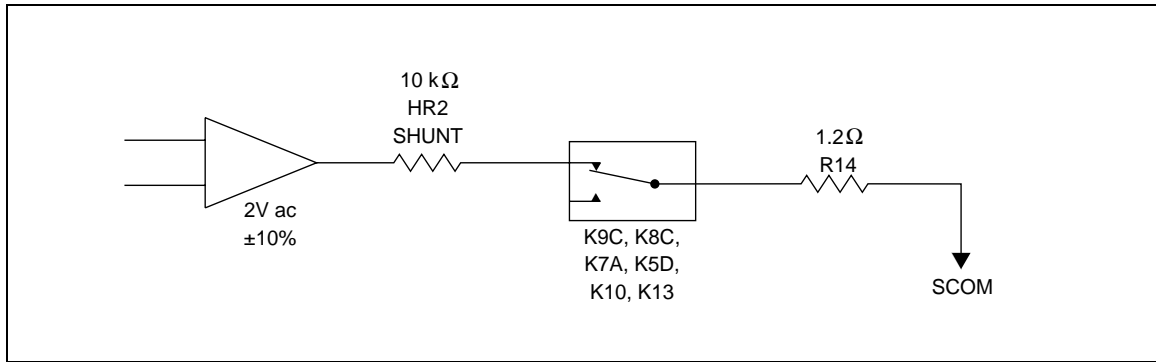 10 kΩ
HR2
SHUNT
2V ac
±10%
K9C, K8C,
K7A, K5D,
K10, K13
1.2Ω
R14
SCOM